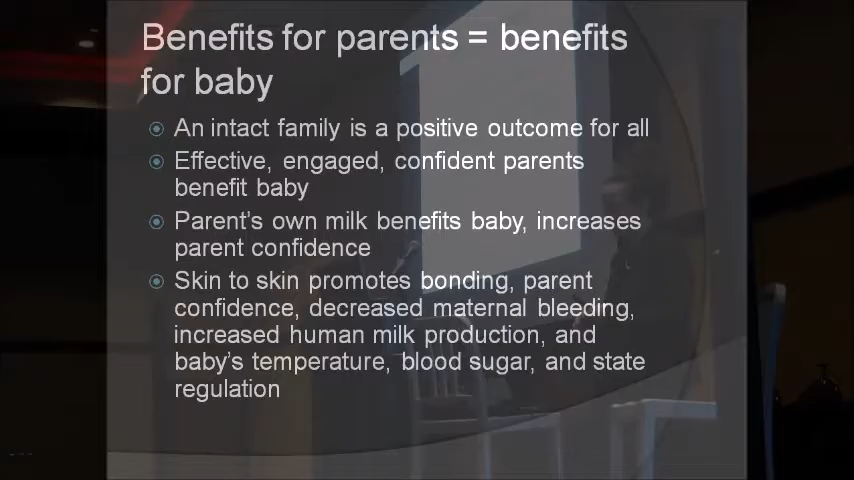 Benefits for parents = benefits
for baby
An intact family is a positive outcome for all
Effective, engaged, confident parents
benefit baby
Parent's own milk benefits baby, increases
parent confidence
Skin to skin promotes bonding, parent
confidence, decreased maternal bleeding,
increased human milk production, and
baby's temperature, blood sugar, and state
regulation